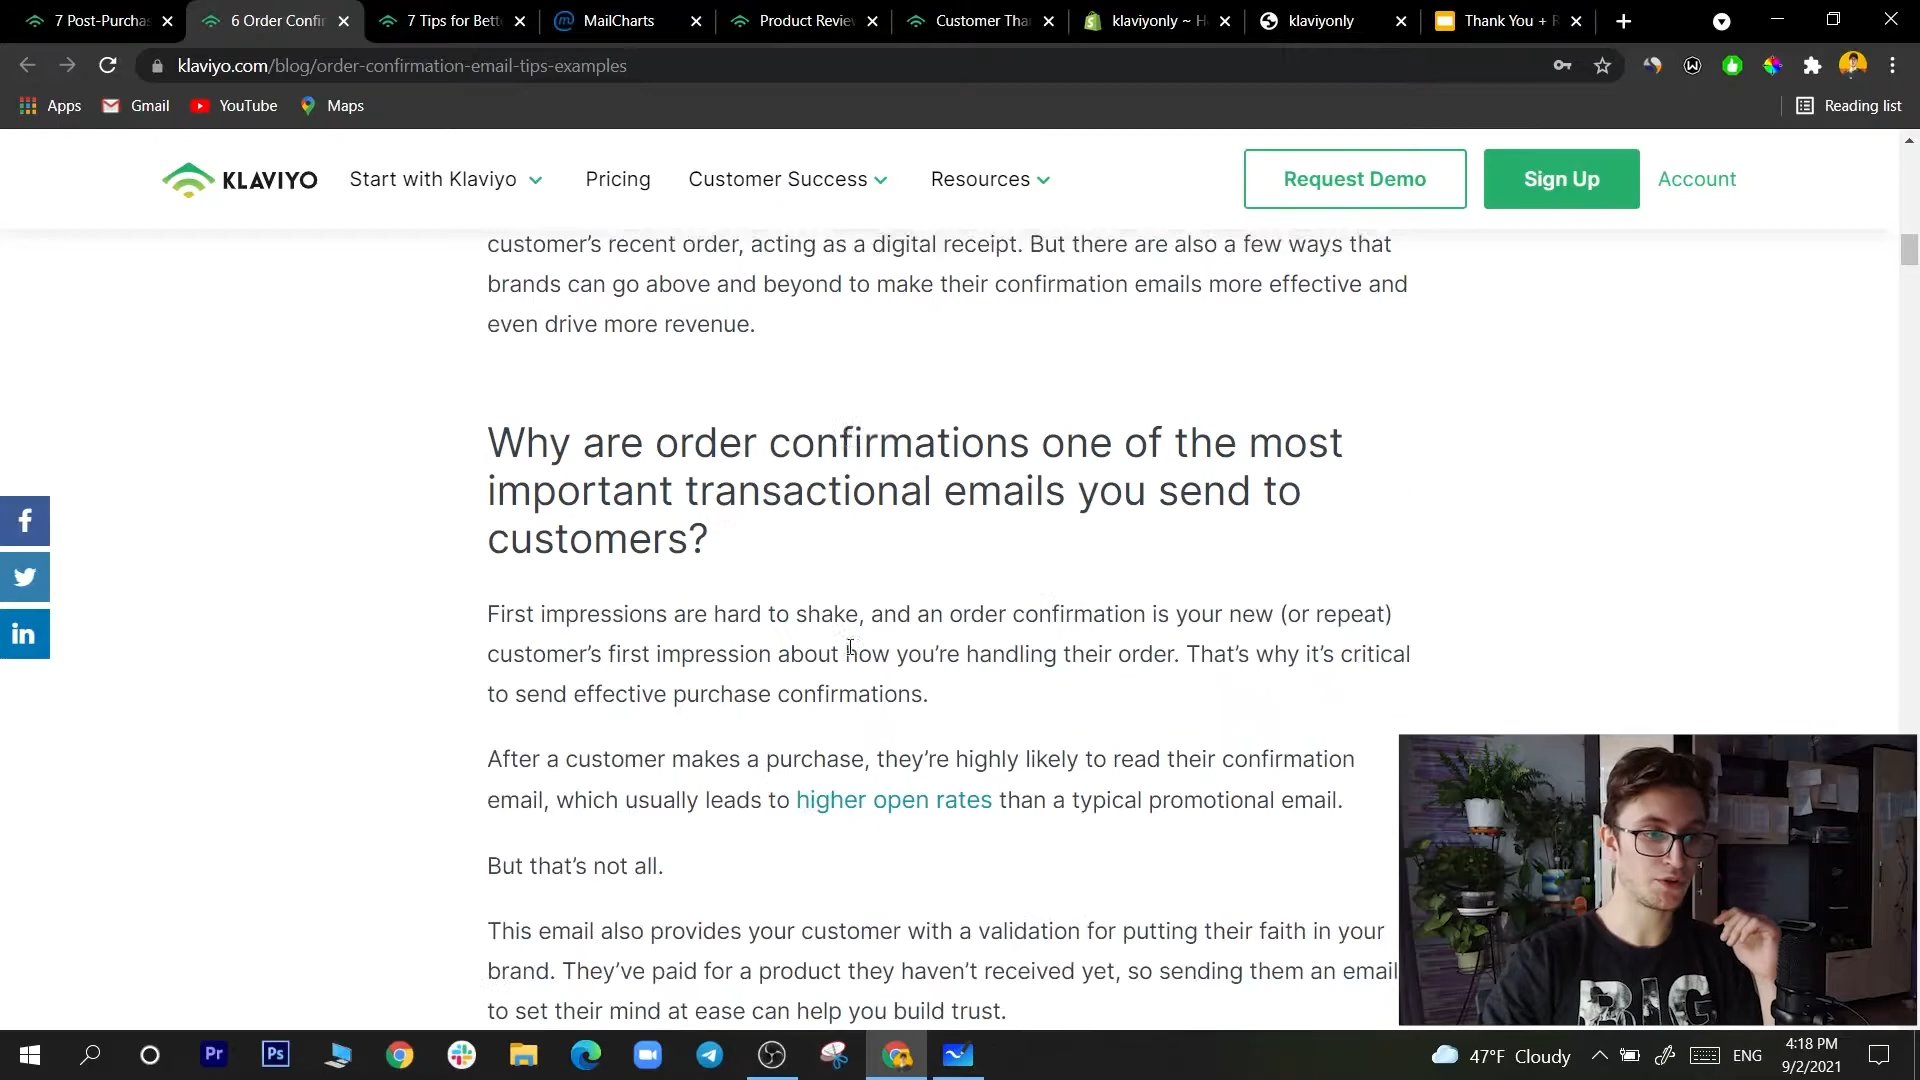 7 Post-Purchas
6 Order Confir
7 Tips for Bett
MailCharts
Product Review
Customer Than
klaviyonly ~ H
klaviyonly
Thank You + R
klaviyo.com/blog/order-confirmation-email-tips-examples
Apps
Gmail
YouTube
Maps
Reading list
KLAVIYO
Start with Klaviyo
Pricing
Customer Success
Resources
Request Demo
Sign Up
Account
customer’s recent order, acting as a digital receipt. But there are also a few ways that
brands can go above and beyond to make their confirmation emails more effective and
even drive more revenue.
Why are order confirmations one of the most
important transactional emails you send to
customers?
First impressions are hard to shake, and an order confirmation is your new (or repeat)
customer’s first impression about how you’re handling their order. That’s why it’s critical
to send effective purchase confirmations.
After a customer makes a purchase, they’re highly likely to read their confirmation
email, which usually leads to higher open rates than a typical promotional email.
But that’s not all.
This email also provides your customer with a validation for putting their faith in your
brand. They’ve paid for a product they haven’t received yet, so sending them an email
to set their mind at ease can help you build trust.
f
in
BIG
Pr
Ps
47°F Cloudy
ENG
4:18 PM
9/2/2021